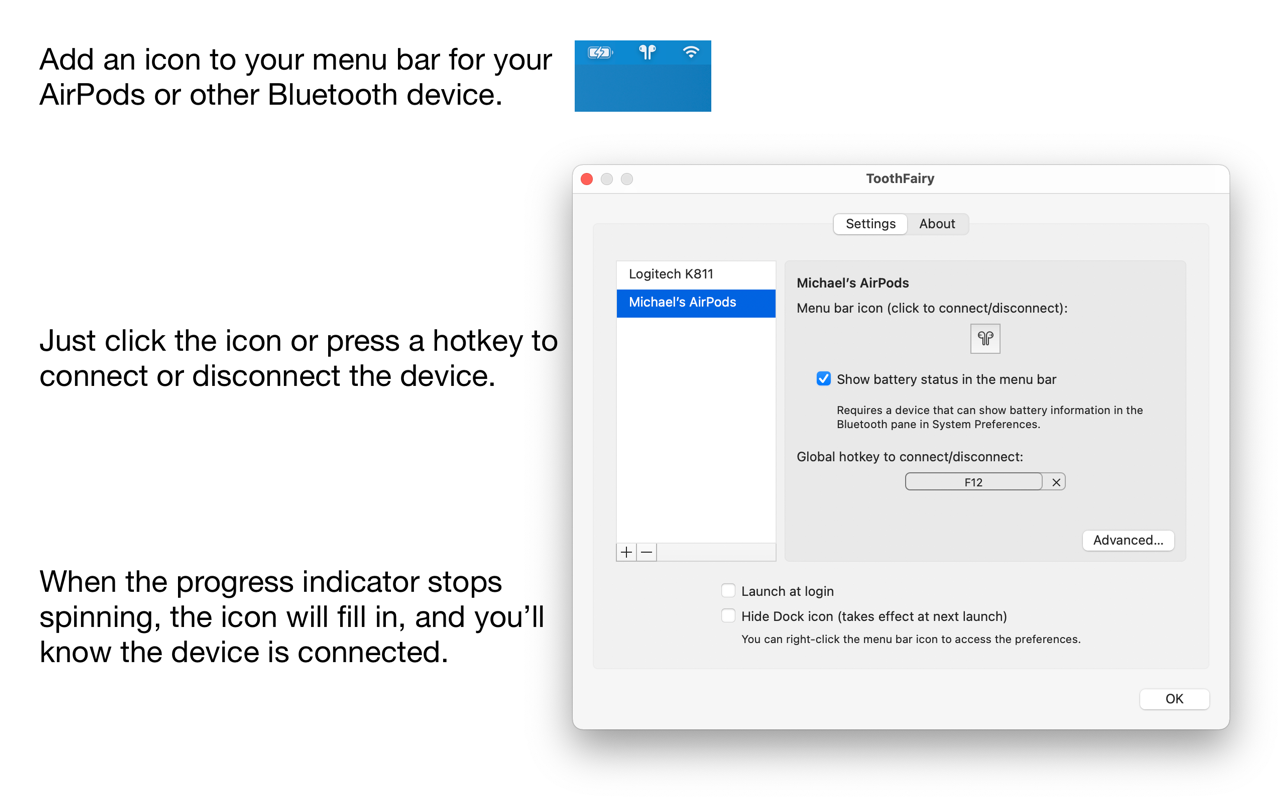 Add an icon to your menu bar for your
AirPods or other Bluetooth device.
ToothFairy
Settings
About
Logitech K811
Michael’s AirPods
Michael’s AirPods
Menu bar icon (click to connect/disconnect):
Show battery status in the menu bar
Requires a device that can show battery information in the
Bluetooth pane in System Preferences.
Global hotkey to connect/disconnect:
F12
Advanced...
Just click the icon or press a hotkey to
connect or disconnect the device.
When the progress indicator stops
spinning, the icon will fill in, and you’ll
know the device is connected.
Launch at login
Hide Dock icon (takes effect at next launch)
You can right-click the menu bar icon to access the preferences.
OK